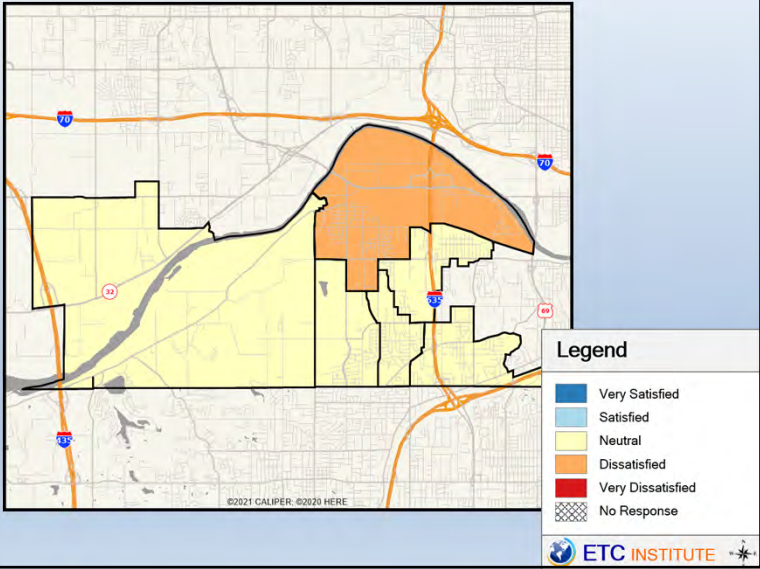 70
70
32
635
69
435
©2021 CALIPER; ©2020 HERE
Legend
Very Satisfied
Satisfied
Neutral
Dissatisfied
Very Dissatisfied
No Response
N
W
E
S
ETC INSTITUTE